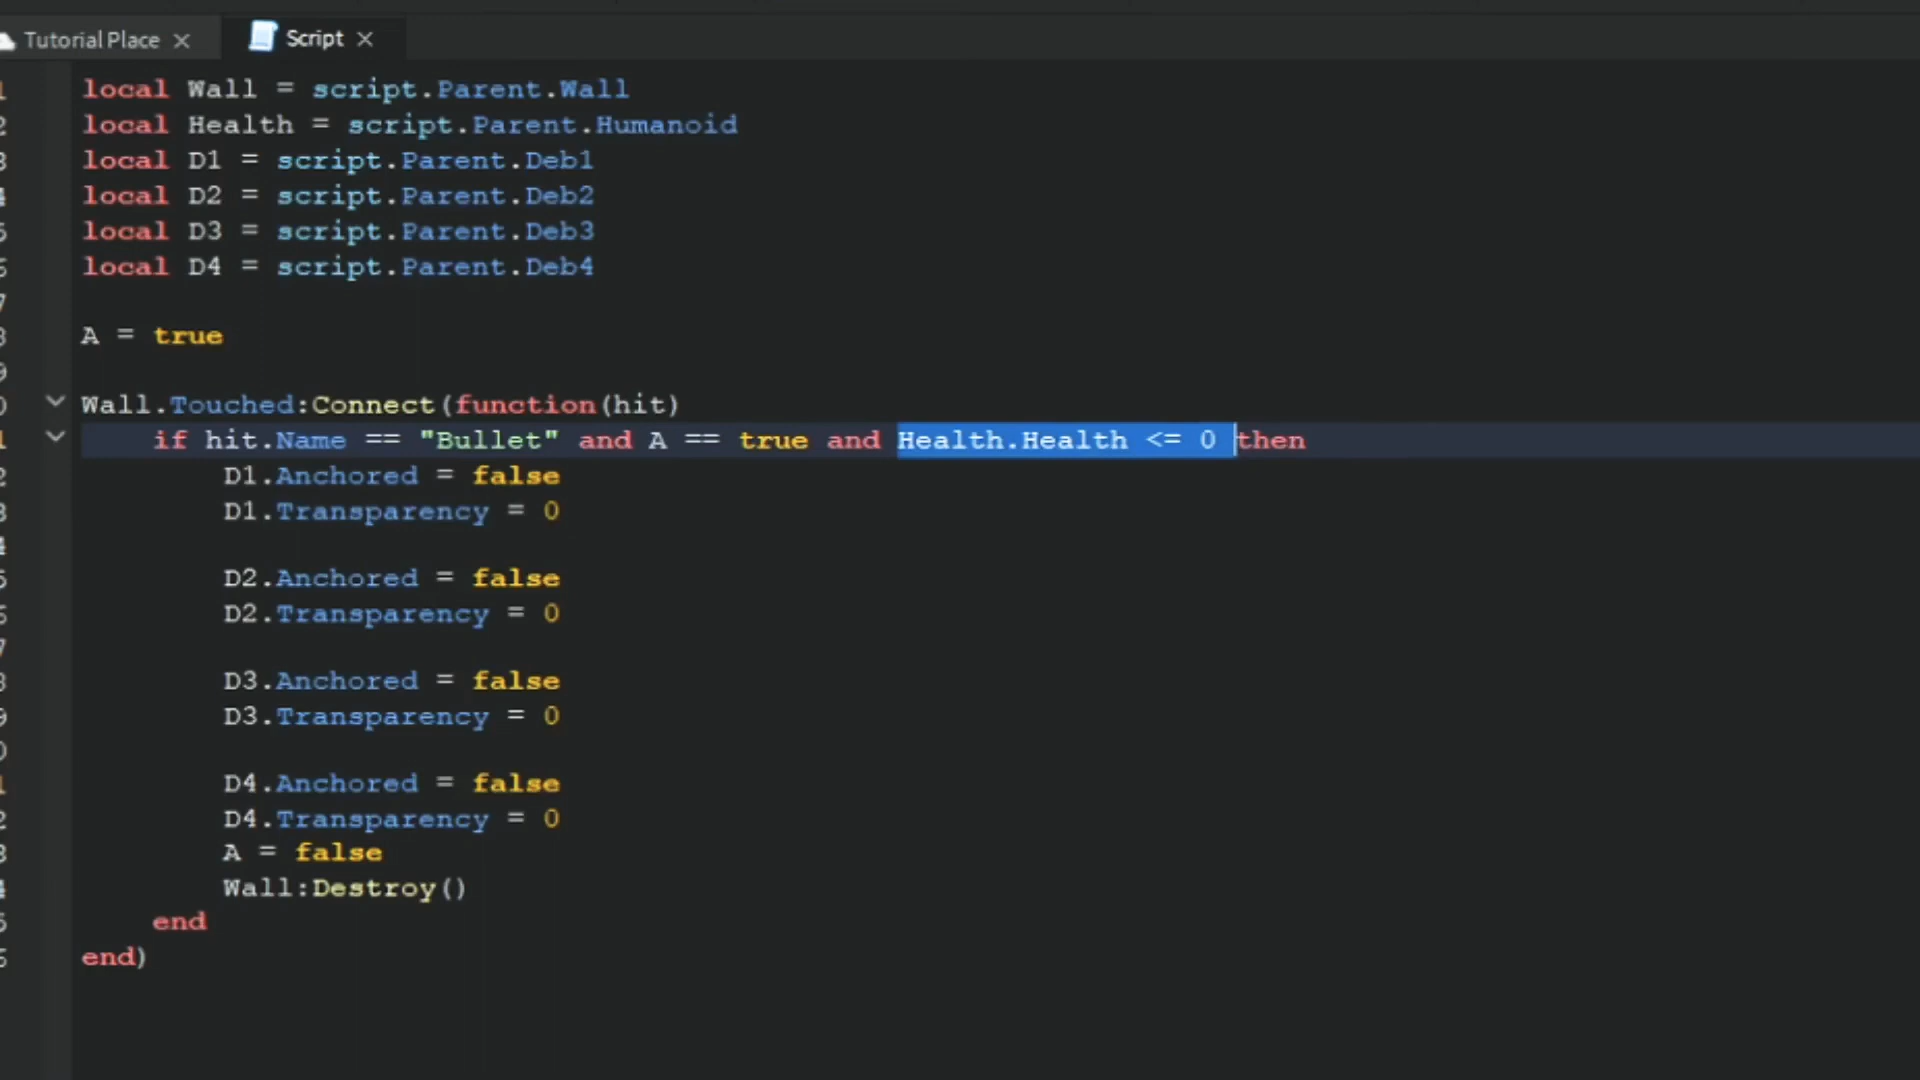 Tutorial Place
Script
local Wall = script.Parent.Wall
local Health = script.Parent.Humanoid
local D1 = script.Parent.Deb1
local D2 = script.Parent.Deb2
local D3 = script.Parent.Deb3
local D4 = script.Parent.Deb4
A = true
Wall.Touched:Connect(function(hit)
if hit.Name == "Bullet" and A == true and Health.Health <= 0 then
D1.Anchored = false
D1.Transparency = 0
D2.Anchored = false
D2.Transparency = 0
D3.Anchored = false
D3.Transparency = 0
D4.Anchored = false
D4.Transparency = 0
A = false
Wall:Destroy()
end
end)